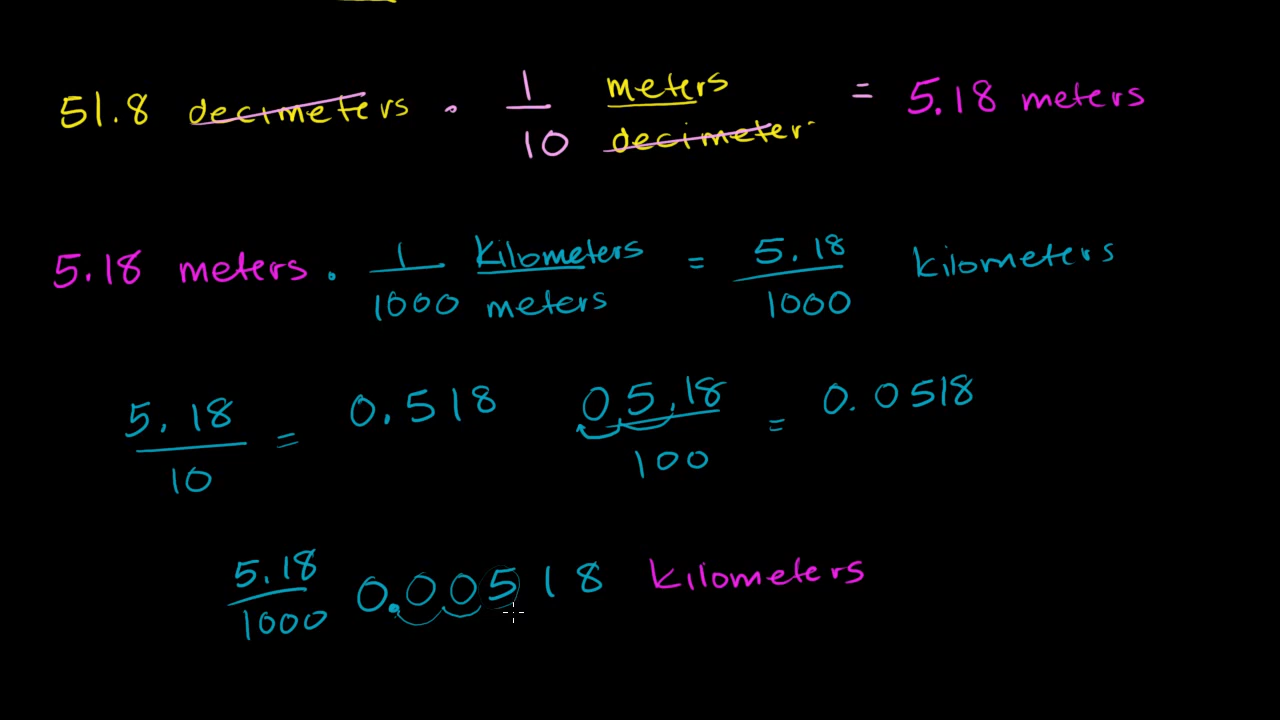 51.8 decimeters · 1/10 meters/decimeter = 5.18 meters
5.18 meters · 1/1000 kilometers/meters = 5.18/1000 kilometers
5.18/10 = 0.518 05.18/100 = 0.0518
5.18/1000 0.00518 kilometers